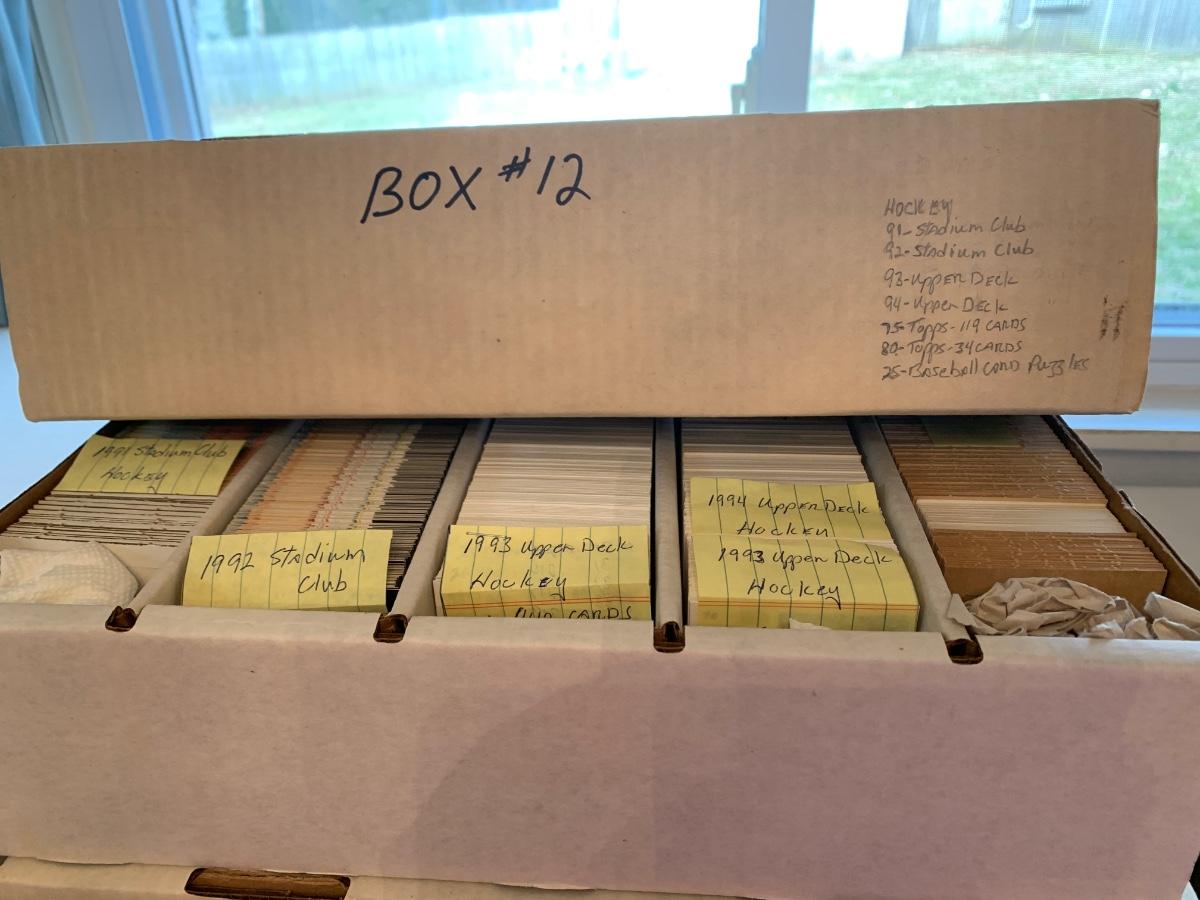 BOX #12
HOCKEY
91-Stadium Club
92-Stadium Club
93-Upper Deck
94-Upper Deck
75-Topps-119 CARDS
80-Topps-34 CARDS
25-Baseball CARD Puzzles
1991 Stadium Club
Hockey
1992 Stadium
Club
1993 Upper Deck
Hockey
CARDS
1994 Upper Deck
Hockey
1993 Upper Deck
Hockey